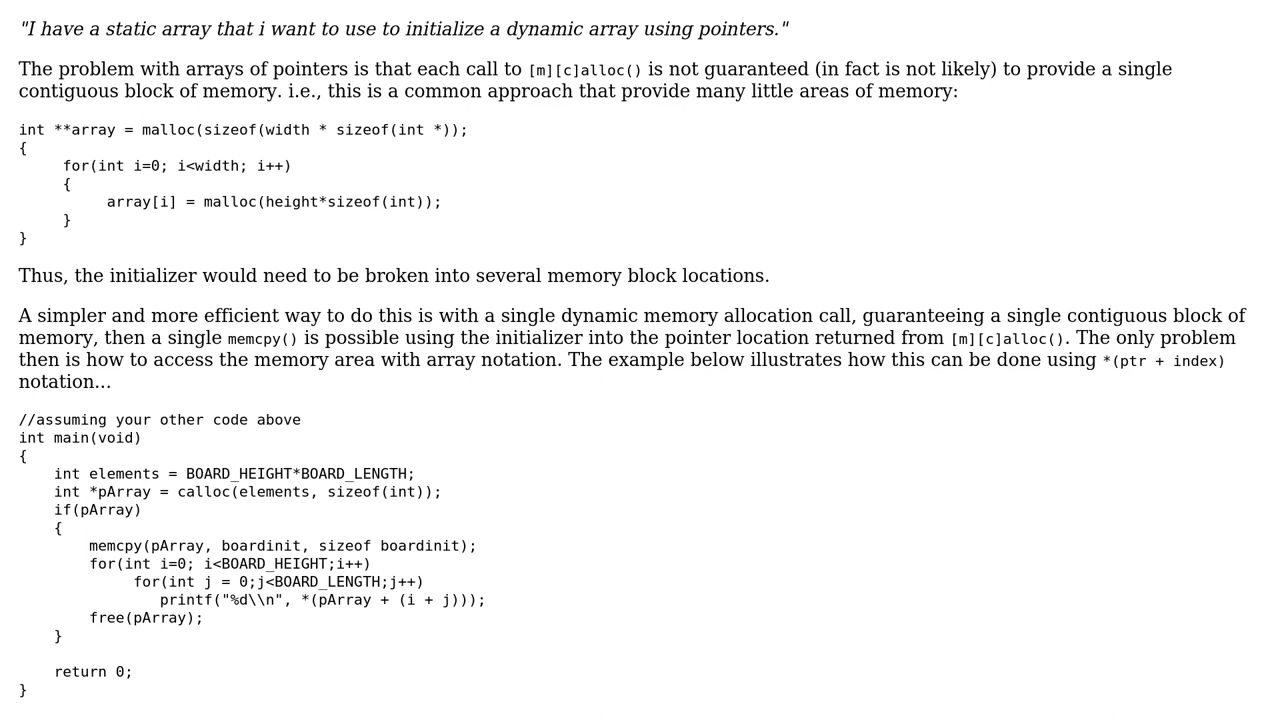 "I have a static array that i want to use to initialize a dynamic array using pointers."
The problem with arrays of pointers is that each call to [m][c]alloc() is not guaranteed (in fact is not likely) to provide a single
contiguous block of memory. i.e., this is a common approach that provide many little areas of memory:
int **array = malloc(sizeof(width * sizeof(int *));
{
     for(int i=0; i<width; i++)
     {
          array[i] = malloc(height*sizeof(int));
     }
}
Thus, the initializer would need to be broken into several memory block locations.
A simpler and more efficient way to do this is with a single dynamic memory allocation call, guaranteeing a single contiguous block of
memory, then a single memcpy() is possible using the initializer into the pointer location returned from [m][c]alloc(). The only problem
then is how to access the memory area with array notation. The example below illustrates how this can be done using *(ptr + index)
notation...
//assuming your other code above
int main(void)
{
    int elements = BOARD_HEIGHT*BOARD_LENGTH;
    int *pArray = calloc(elements, sizeof(int));
    if(pArray)
    {
        memcpy(pArray, boardinit, sizeof boardinit);
        for(int i=0; i<BOARD_HEIGHT;i++)
             for(int j = 0;j<BOARD_LENGTH;j++)
                printf("%d\\n", *(pArray + (i + j)));
        free(pArray);
    }
    return 0;
}